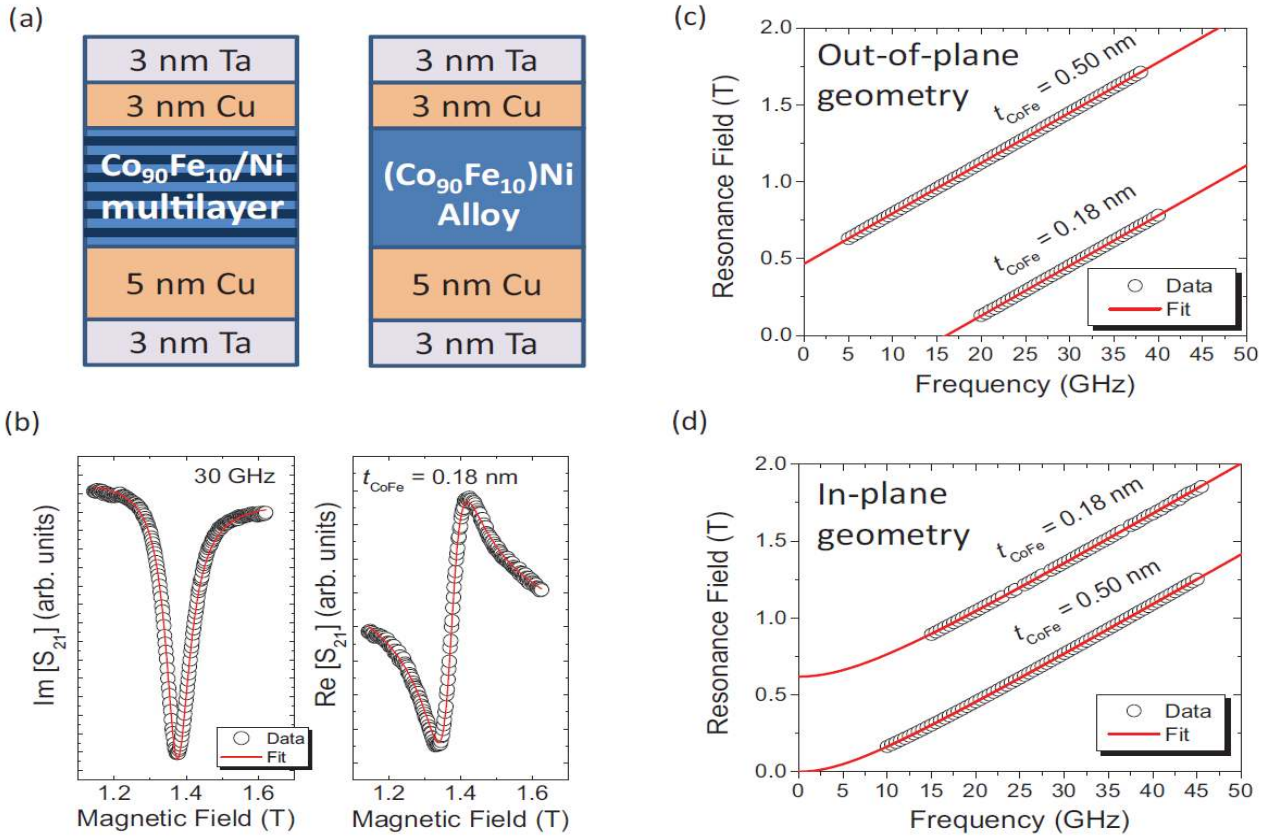 (a)
3 nm Ta
3 nm Cu
Co90Fe10/Ni
multilayer
5 nm Cu
3 nm Ta
3 nm Ta
3 nm Cu
(Co90Fe10)Ni
Alloy
5 nm Cu
3 nm Ta
(b)
Im [S21] (arb. units)
30 GHz
Data
Fit
1.2 1.4 1.6
Magnetic Field (T)
Re [S21] (arb. units)
tCoFe = 0.18 nm
1.2 1.4 1.6
Magnetic Field (T)
(c)
Resonance Field (T)
2.0
1.5
1.0
0.5
0.0
Out-of-plane
geometry
tCoFe = 0.50 nm
tCoFe = 0.18 nm
Data
Fit
0 5 10 15 20 25 30 35 40 45 50
Frequency (GHz)
(d)
Resonance Field (T)
2.0
1.5
1.0
0.5
0.0
In-plane
geometry
tCoFe = 0.18 nm
tCoFe = 0.50 nm
Data
Fit
0 5 10 15 20 25 30 35 40 45 50
Frequency (GHz)